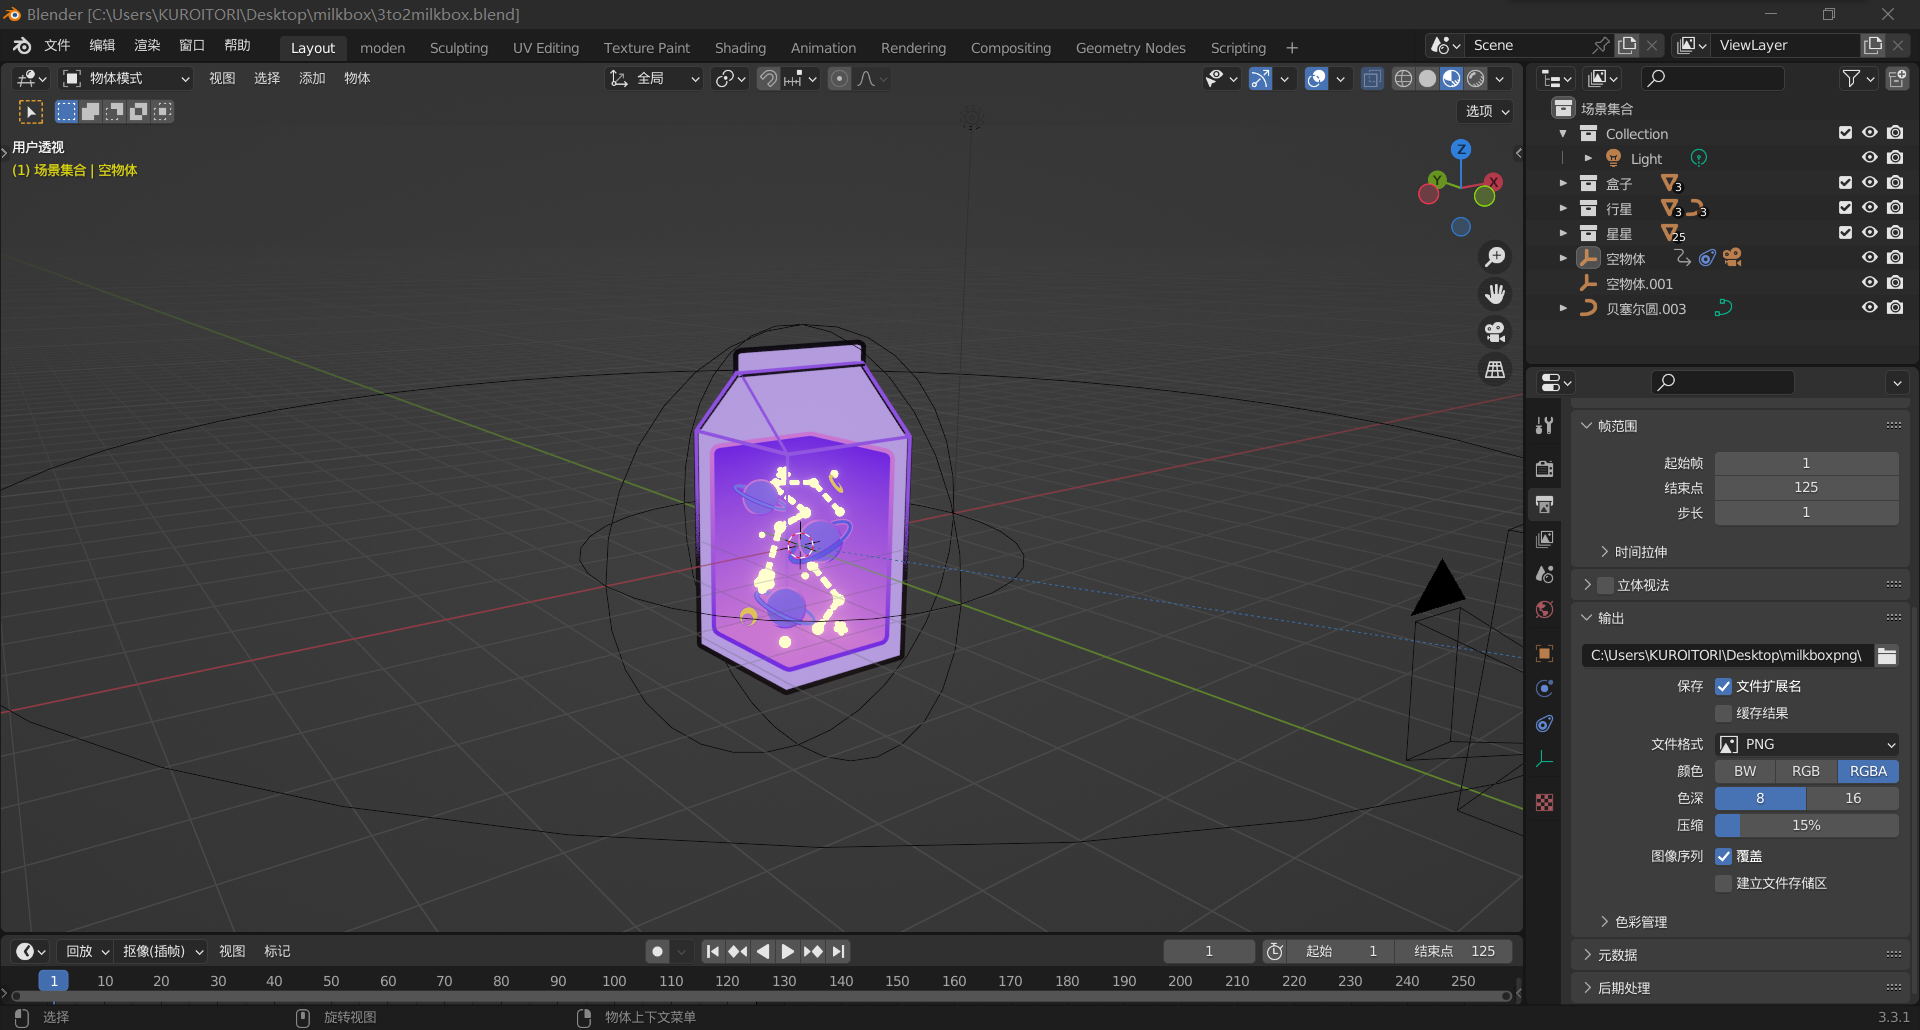 Blender [C:\Users\KUROITORI\Desktop\milkbox\3to2milkbox.blend]
文件 编辑 渲染 窗口 帮助 Layout moden Sculpting UV Editing Texture Paint Shading Animation Rendering Compositing Geometry Nodes Scripting + Scene ViewLayer
物体模式 视图 选择 添加 物体 全局
选项
用户透视
(1) 场景集合 | 空物体
Z
Y
X
场景集合
Collection
Light
盒子 3
行星 3 3
星星 25
空物体
空物体.001
贝塞尔圆.003
帧范围
起始帧 1
结束点 125
步长 1
时间拉伸
立体视法
输出
C:\Users\KUROITORI\Desktop\milkboxpng\
保存 文件扩展名
缓存结果
文件格式 PNG
颜色 BW RGB RGBA
色深 8 16
压缩 15%
图像序列 覆盖
建立文件存储区
色彩管理
元数据
后期处理
回放 抠像(插帧) 视图 标记 1 起始 1 结束点 125
1 10 20 30 40 50 60 70 80 90 100 110 120 130 140 150 160 170 180 190 200 210 220 230 240 250
选择 旋转视图 物体上下文菜单 3.3.1